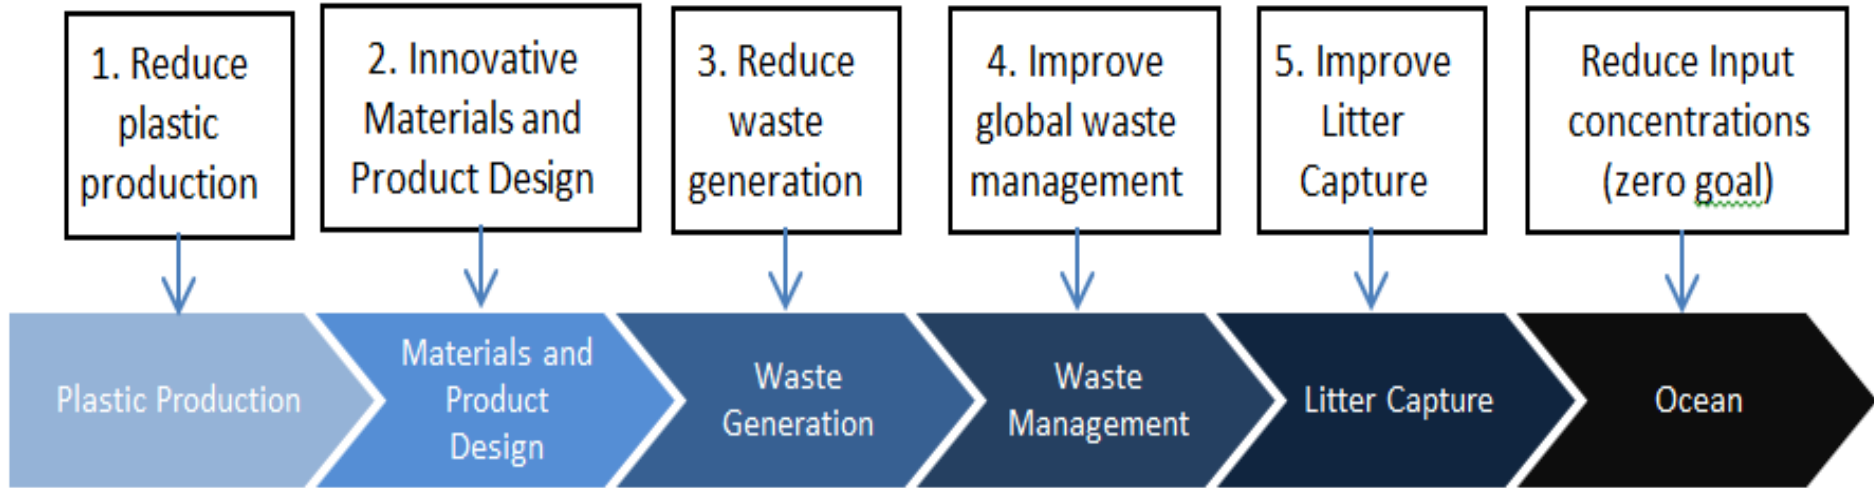 1. Reduce
plastic
production
2. Innovative
Materials and
Product Design
3. Reduce
waste
generation
4. Improve
global waste
management
5. Improve
Litter
Capture
Reduce Input
concentrations
(zero goal)
Plastic Production
Materials and
Product
Design
Waste
Generation
Waste
Management
Litter Capture
Ocean